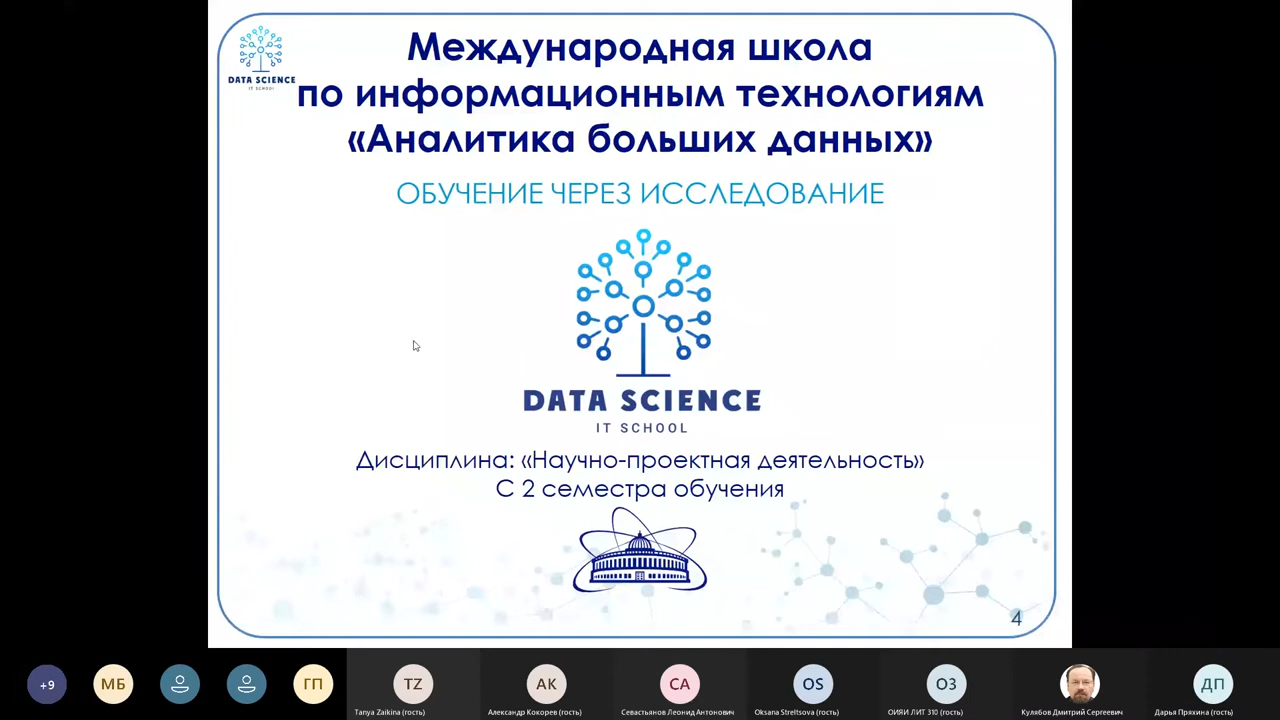 DATA SCIENCE
IT SCHOOL
Международная школа
по информационным технологиям
«Аналитика больших данных»
ОБУЧЕНИЕ ЧЕРЕЗ ИССЛЕДОВАНИЕ
DATA SCIENCE
IT SCHOOL
Дисциплина: «Научно-проектная деятельность»
С 2 семестра обучения
4
+9
МБ
ГП
TZ
АК
СА
OS
ОЗ
ДП
Tanya Zaikina (гость)
Александр Кокорев (гость)
Севастьянов Леонид Антонович
Oksana Streltsova (гость)
ОИЯИ ЛИТ 310 (гость)
Кулябов Дмитрий Сергеевич
Дарья Пряхина (гость)